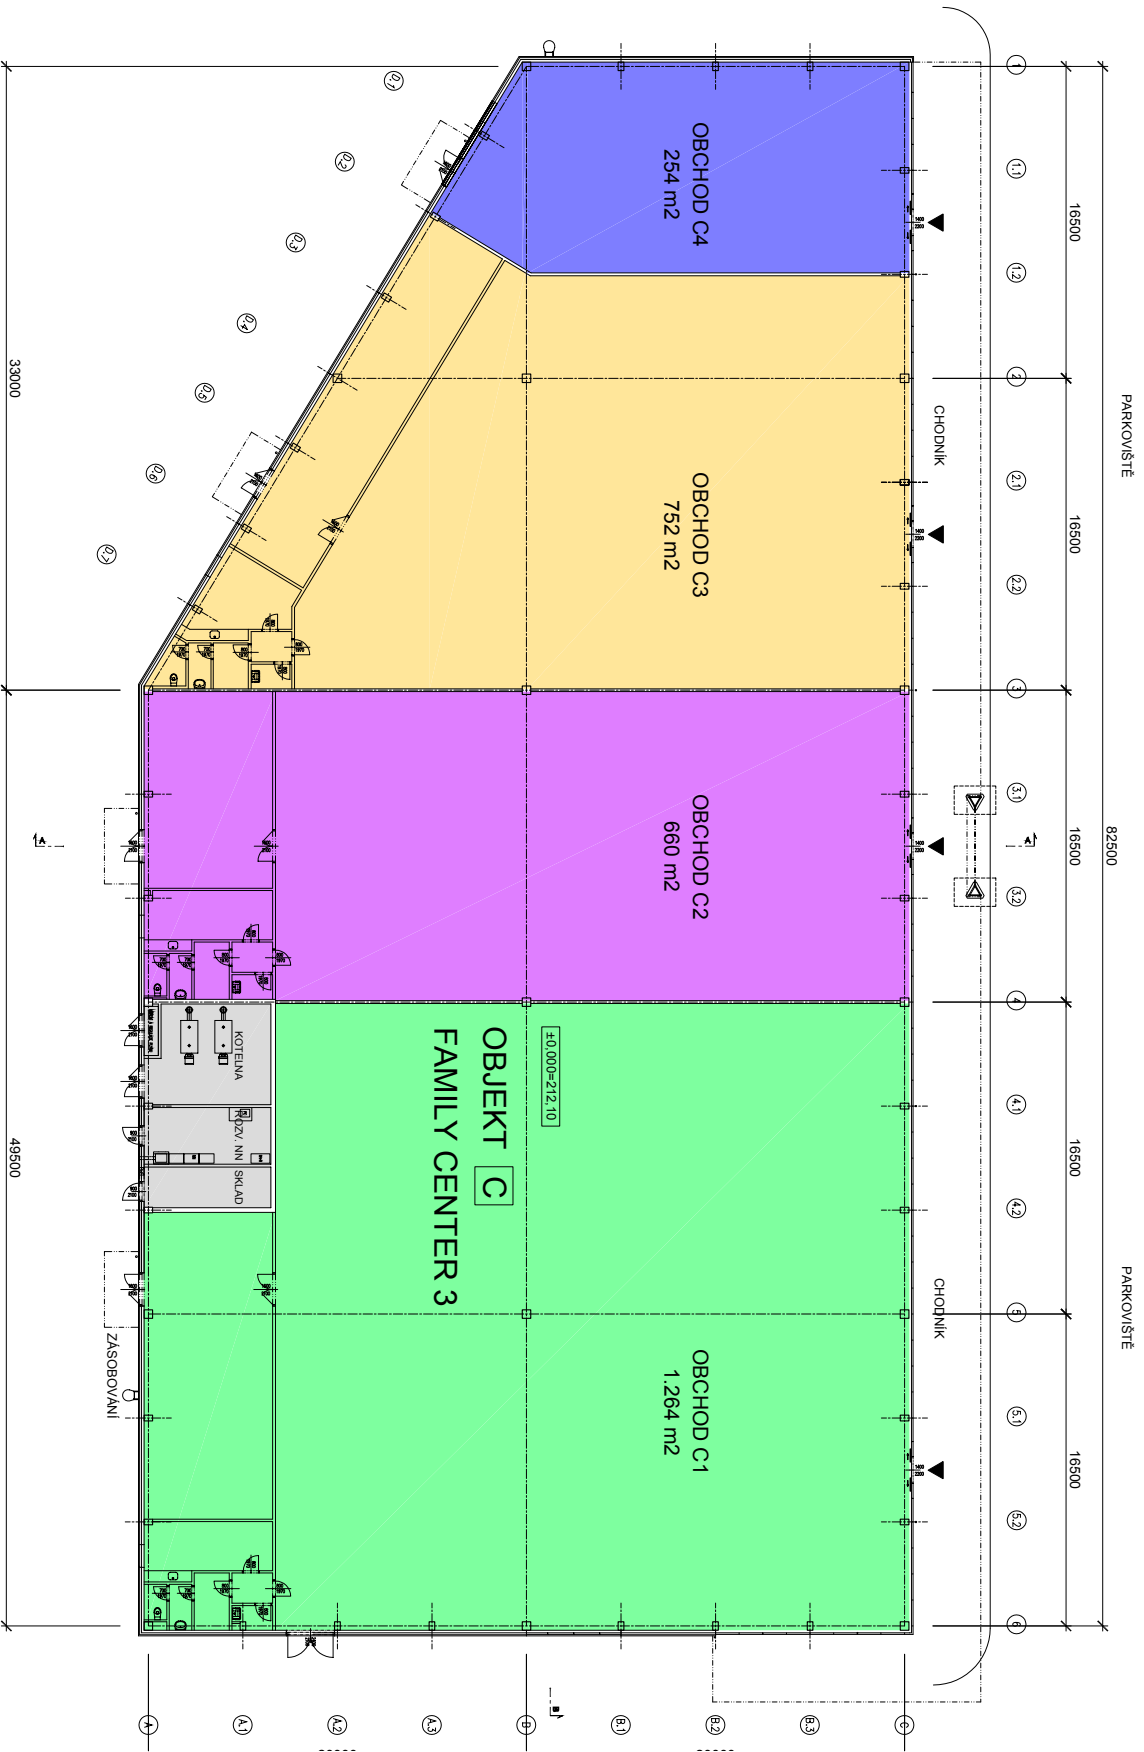 PARKOVIŠTĚ
PARKOVIŠTĚ
82500
16500
16500
16500
16500
16500
1
1.1
1.2
2
2.1
2.2
3
3.1
3.2
4
4.1
4.2
5
5.1
5.2
6
CHODNÍK
CHODNÍK
A
A
OBCHOD C4
254 m2
OBCHOD C3
752 m2
OBCHOD C2
660 m2
OBCHOD C1
1.264 m2
±0,000=212,10
OBJEKT C
FAMILY CENTER 3
KOTELNA
ROZV. NN
SKLAD
ZÁSOBOVÁNÍ
0.1
0.2
0.3
0.4
0.5
0.6
0.7
33000
49500
C
B.3
B.2
B.1
B
A.3
A.2
A.1
A
B